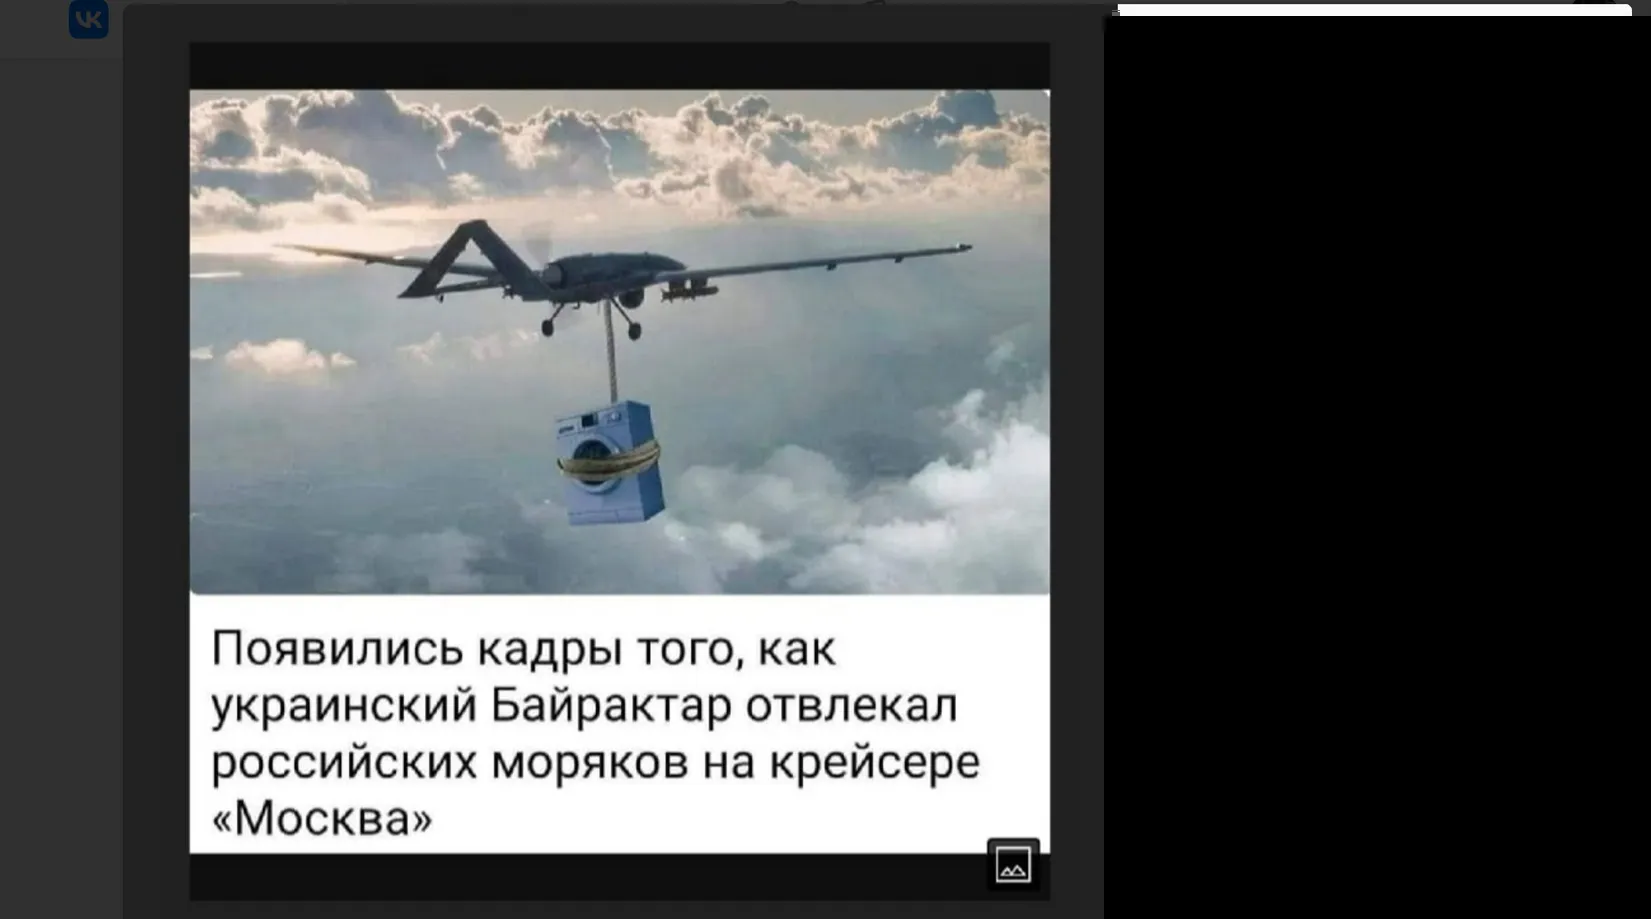 Появились кадры того, как
украинский Байрактар отвлекал
российских моряков на крейсере
«Москва»